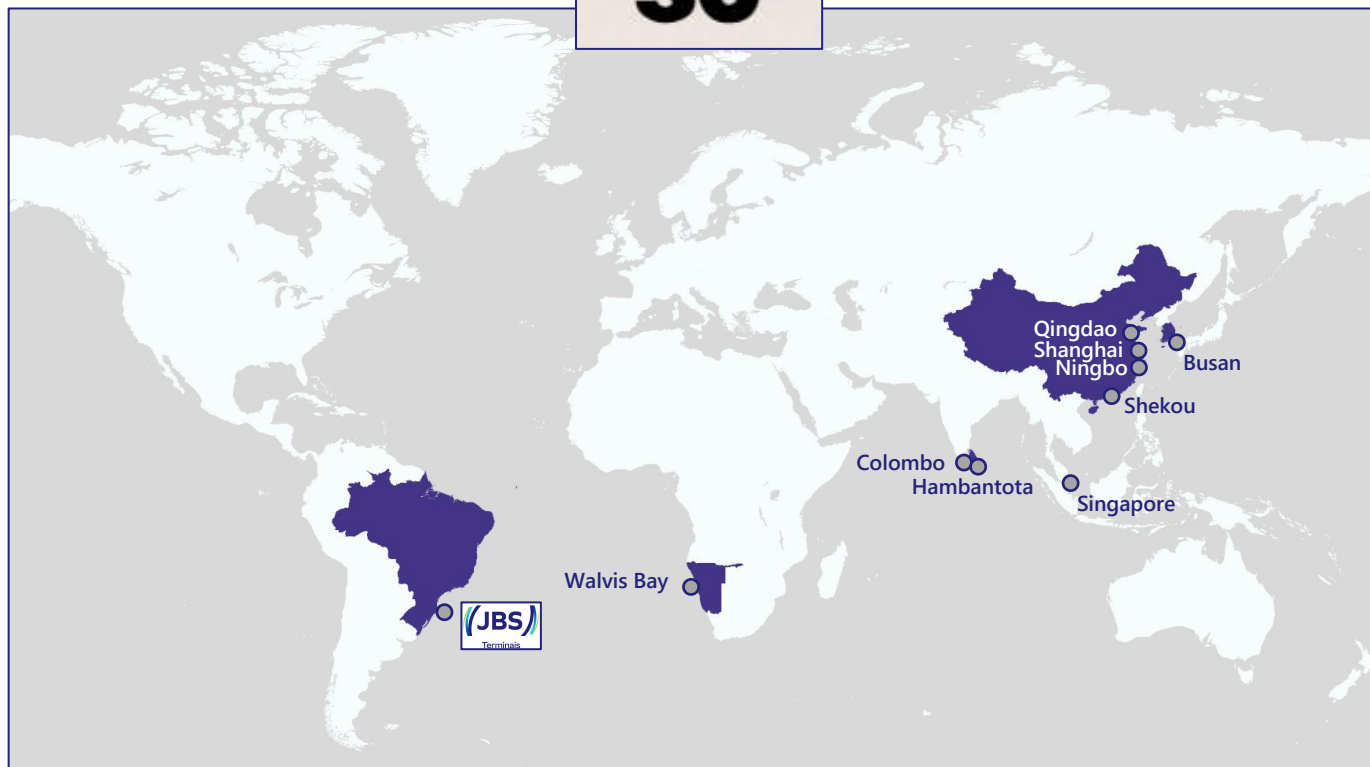 Qingdao
Shanghai
Ningbo
Busan
Shekou
Colombo
Hambantota
Singapore
Walvis Bay
JBS
Terminais